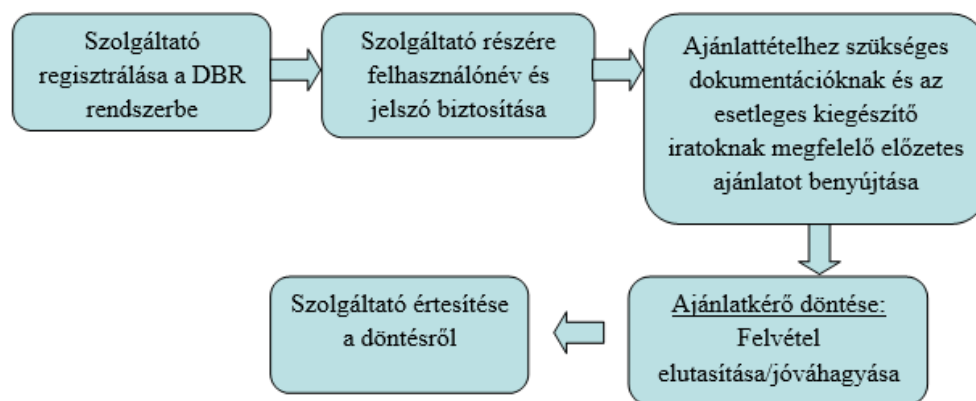 Szolgáltató
regisztrálása a DBR
rendszerbe
Szolgáltató részére
felhasználónév és
jelszó biztosítása
Ajánlattételhez szükséges
dokumentációknak és az
esetleges kiegészítő
iratoknak megfelelő előzetes
ajánlatot benyújtása
Ajánlatkérő döntése:
Felvétel
elutasítása/jóváhagyása
Szolgáltató értesítése
a döntésről